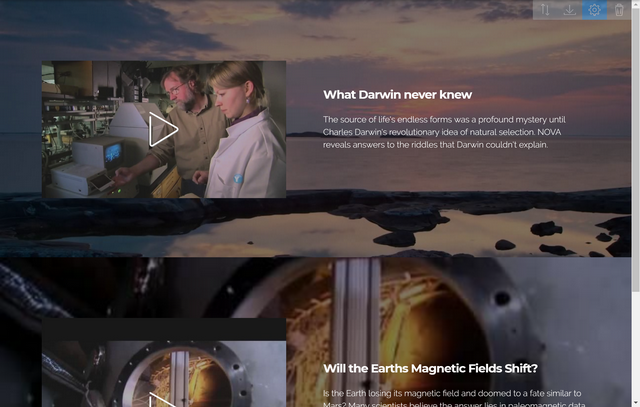 What Darwin never knew
The source of life's endless forms was a profound mystery until
Charles Darwin's revolutionary idea of natural selection. NOVA
reveals answers to the riddles that Darwin couldn't explain.
Will the Earths Magnetic Fields Shift?
Is the Earth losing its magnetic field and doomed to a fate similar to
Mars? Many scientists believe the answer lies in paleomagnetic data